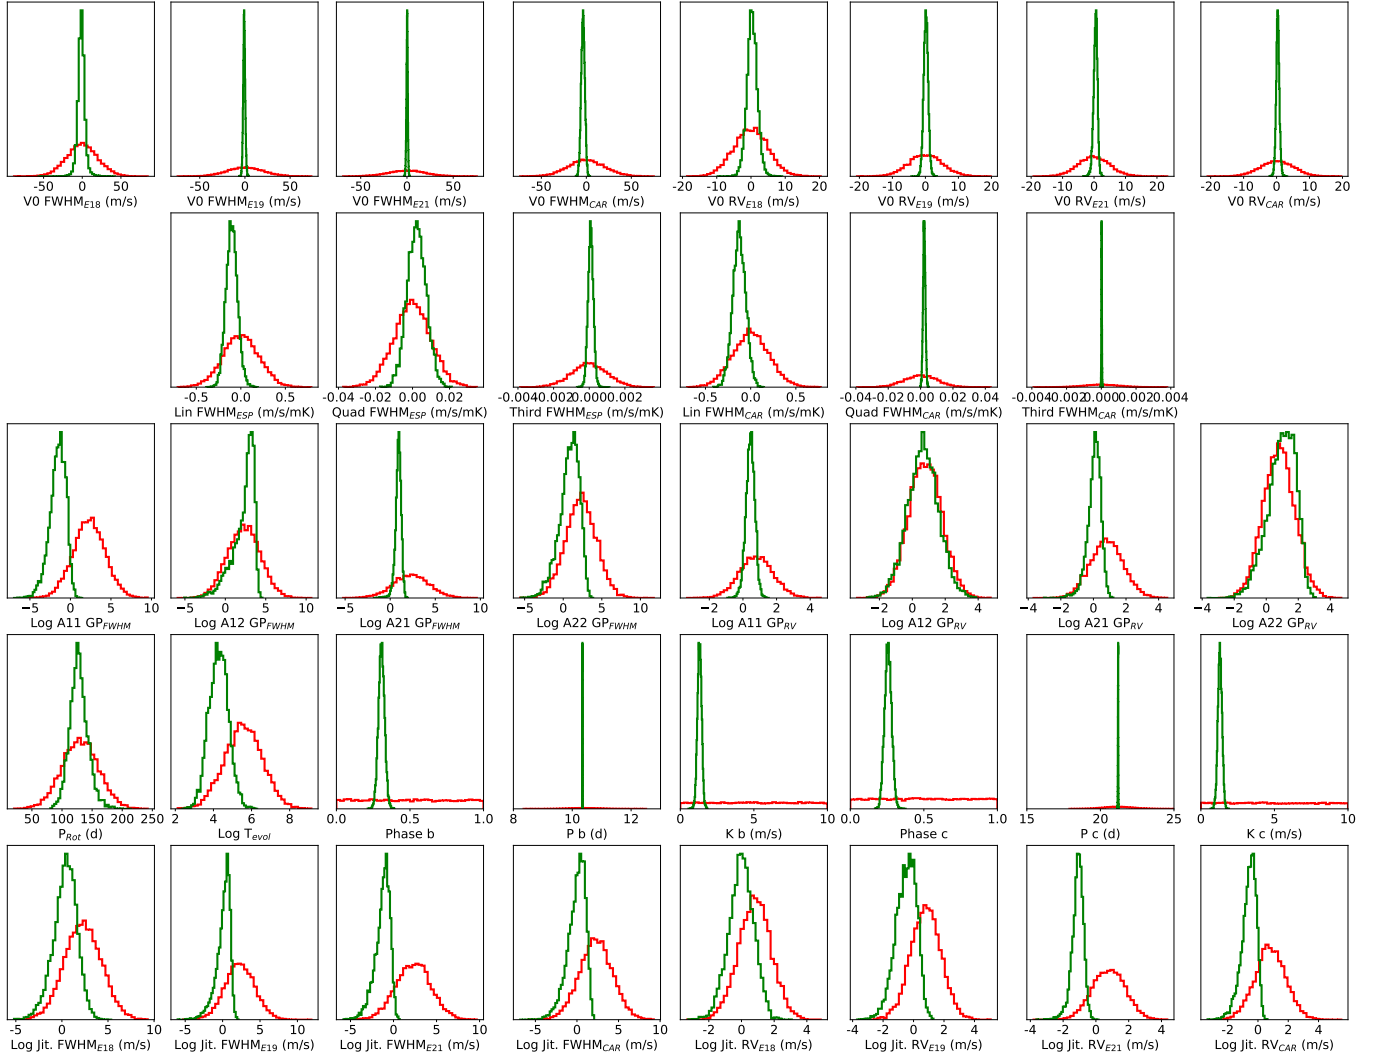 -50 0 50 -50 0 50 -50 0 50 -50 0 50 -20 -10 0 10 20 -20 -10 0 10 20 -20 -10 0 10 20 -20 -10 0 10 20
V0 FWHM_E18 (m/s) V0 FWHM_E19 (m/s) V0 FWHM_E21 (m/s) V0 FWHM_CAR (m/s) V0 RV_E18 (m/s) V0 RV_E19 (m/s) V0 RV_E21 (m/s) V0 RV_CAR (m/s)
-0.5 0.0 0.5 -0.04 -0.02 0.00 0.02 -0.004 -0.002 0.000 0.002 -0.5 0.0 0.5 -0.04 -0.02 0.00 0.02 0.04 -0.004 -0.002 0.000 0.002 0.004
Lin FWHM_ESP (m/s/mK) Quad FWHM_ESP (m/s/mK) Third FWHM_ESP (m/s/mK) Lin FWHM_CAR (m/s/mK) Quad FWHM_CAR (m/s/mK) Third FWHM_CAR (m/s/mK)
−5 0 5 10 −5 0 5 10 −5 0 5 10 −5 0 5 10 −2 0 2 4 −2 0 2 4 −2 0 2 4 −4 −2 0 2 4
Log A11 GP_FWHM Log A12 GP_FWHM Log A21 GP_FWHM Log A22 GP_FWHM Log A11 GP_RV Log A12 GP_RV Log A21 GP_RV Log A22 GP_RV
50 100 150 200 250 2 4 6 8 0.0 0.5 1.0 10 12 0 5 10 0.0 0.5 1.0 15 20 25 0 5 10
P_Rot (d) Log T_evol Phase b P b (d) K b (m/s) Phase c P c (d) K c (m/s)
−5 0 5 10 −5 0 5 10 −5 0 5 10 −5 0 5 10 −2 0 2 4 −4 −2 0 2 4 −4 −2 0 2 4 −2 0 2 4
Log Jit. FWHM_E18 (m/s) Log Jit. FWHM_E19 (m/s) Log Jit. FWHM_E21 (m/s) Log Jit. FWHM_CAR (m/s) Log Jit. RV_E18 (m/s) Log Jit. RV_E19 (m/s) Log Jit. RV_E21 (m/s) Log Jit. RV_CAR (m/s)